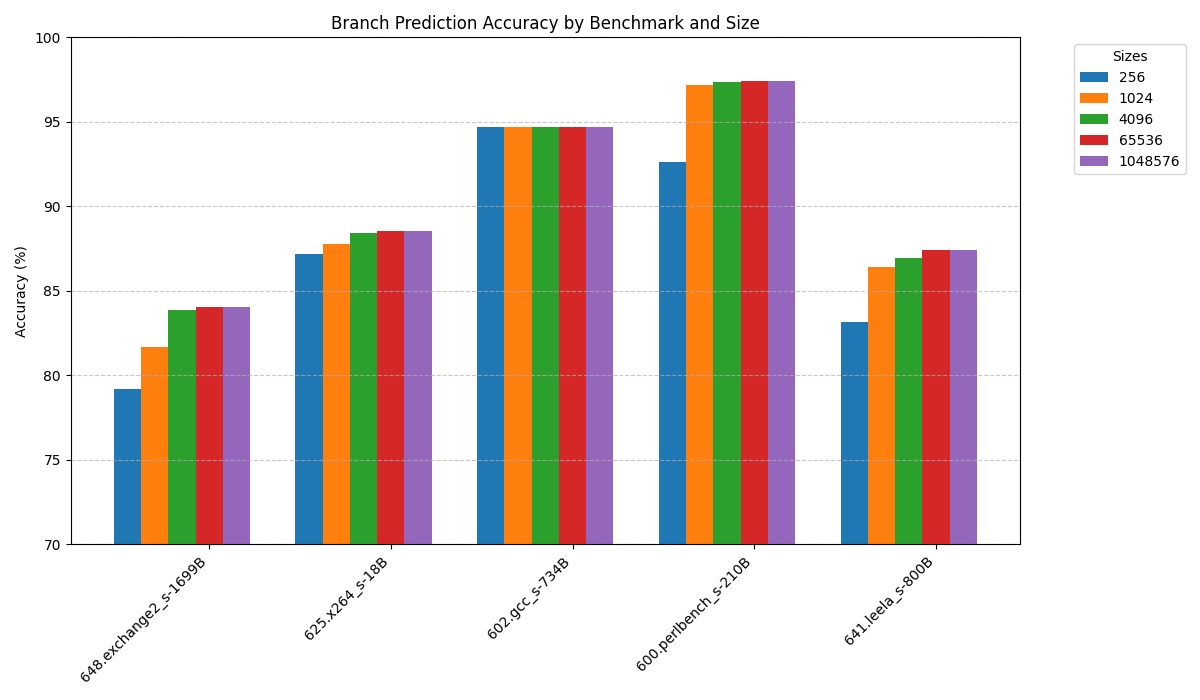 Branch Prediction Accuracy by Benchmark and Size
Accuracy (%)
100
95
90
85
80
75
70
648.exchange2_s-1699B
625.x264_s-18B
602.gcc_s-734B
600.perlbench_s-210B
641.leela_s-800B
Sizes
256
1024
4096
65536
1048576